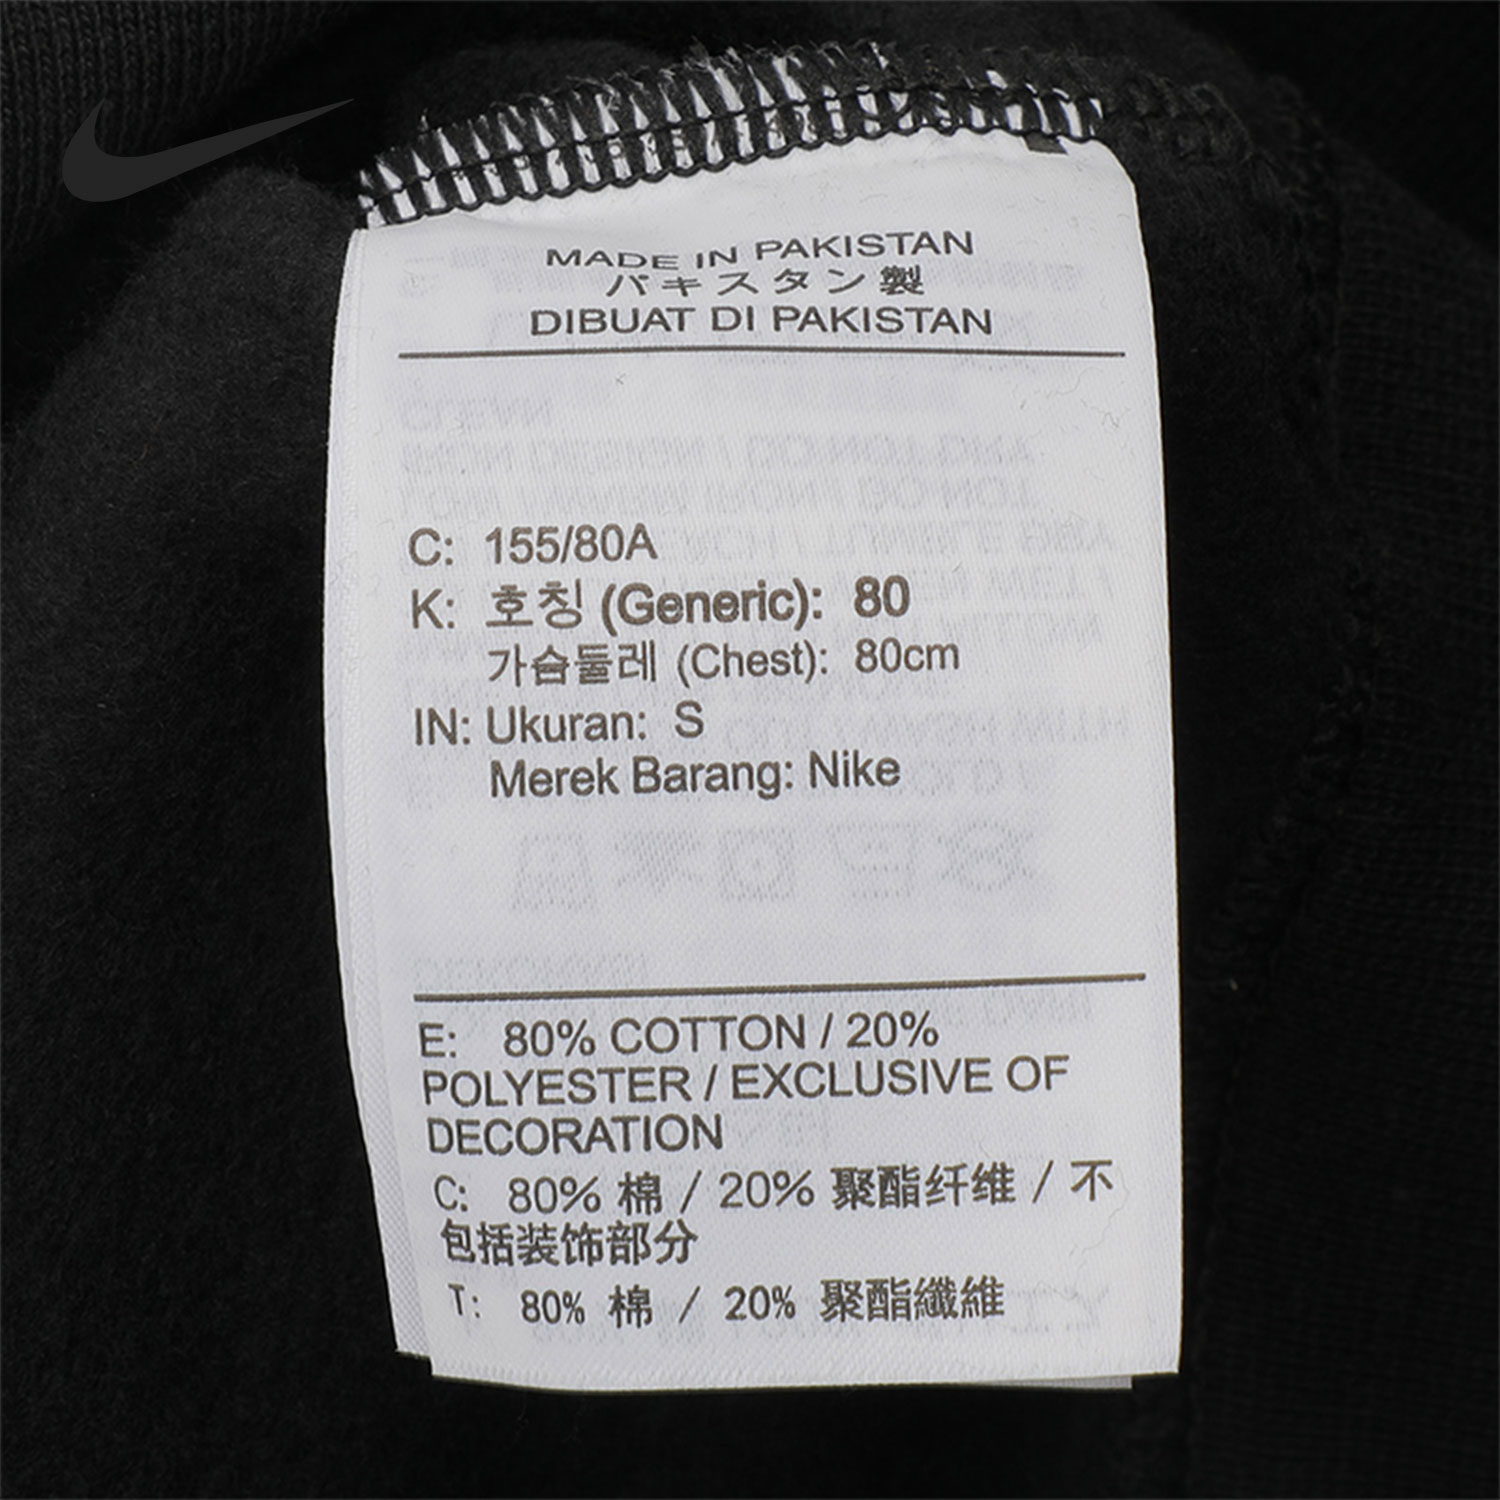 MADE IN PAKISTAN
パキスタン製
DIBUAT DI PAKISTAN
C: 155/80A
K: 호칭 (Generic): 80
가슴둘레 (Chest): 80cm
IN: Ukuran: S
Merek Barang: Nike
E: 80% COTTON / 20%
POLYESTER / EXCLUSIVE OF
DECORATION
C: 80% 棉 / 20% 聚酯纤维 / 不
包括装饰部分
T: 80% 棉 / 20% 聚酯纖維